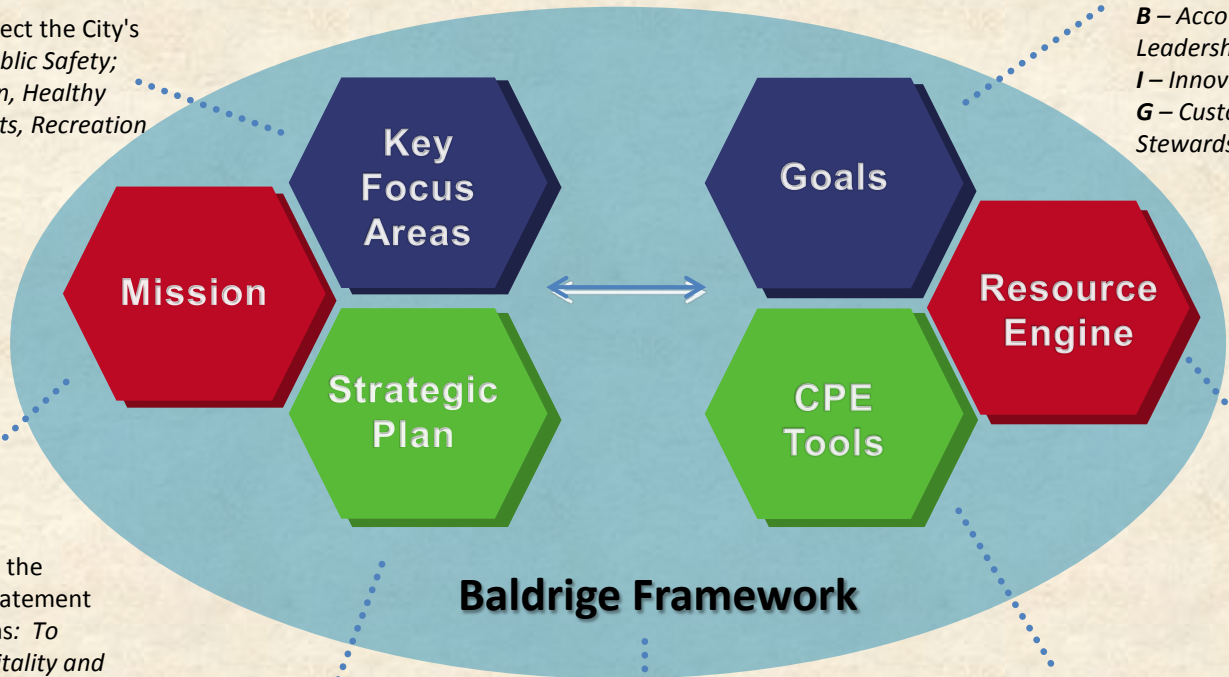 ect the City's
blic Safety;
n, Healthy
ts, Recreation
B – Acco
Leadersh
I – Innov
G – Custo
Stewards
Key
Focus
Areas
Goals
Mission
Resource
Engine
Strategic
Plan
CPE
Tools
Baldrige Framework
the
atement
ns: To
itality and